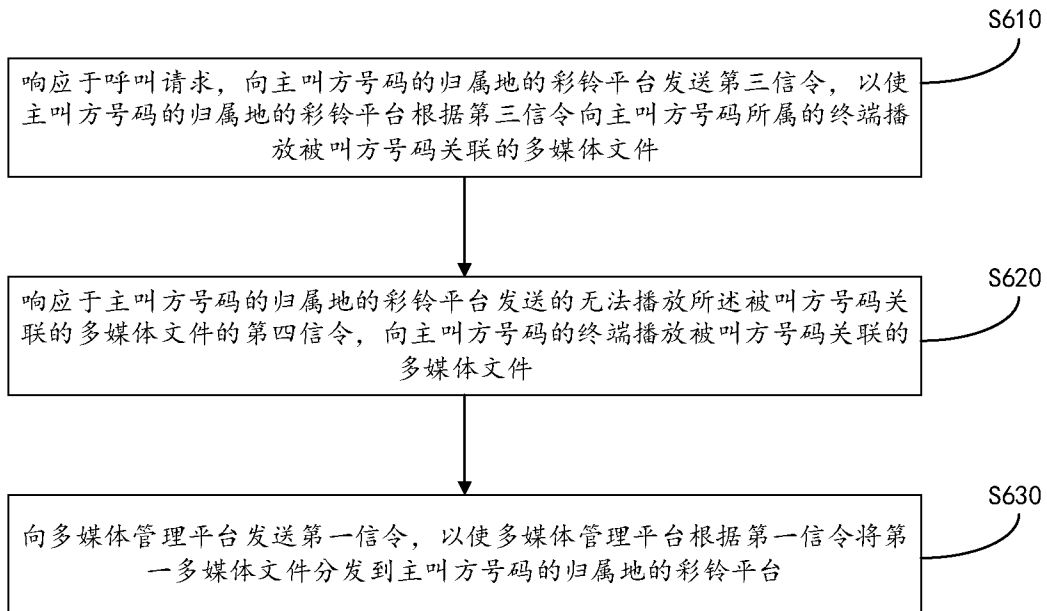 S610
响应于呼叫请求，向主叫方号码的归属地的彩铃平台发送第三信令，以使
主叫方号码的归属地的彩铃平台根据第三信令向主叫方号码所属的终端播
放被叫方号码关联的多媒体文件
S620
响应于主叫方号码的归属地的彩铃平台发送的无法播放所述被叫方号码关
联的多媒体文件的第四信令，向主叫方号码的终端播放被叫方号码关联的
多媒体文件
S630
向多媒体管理平台发送第一信令，以使多媒体管理平台根据第一信令将第
一多媒体文件分发到主叫方号码的归属地的彩铃平台